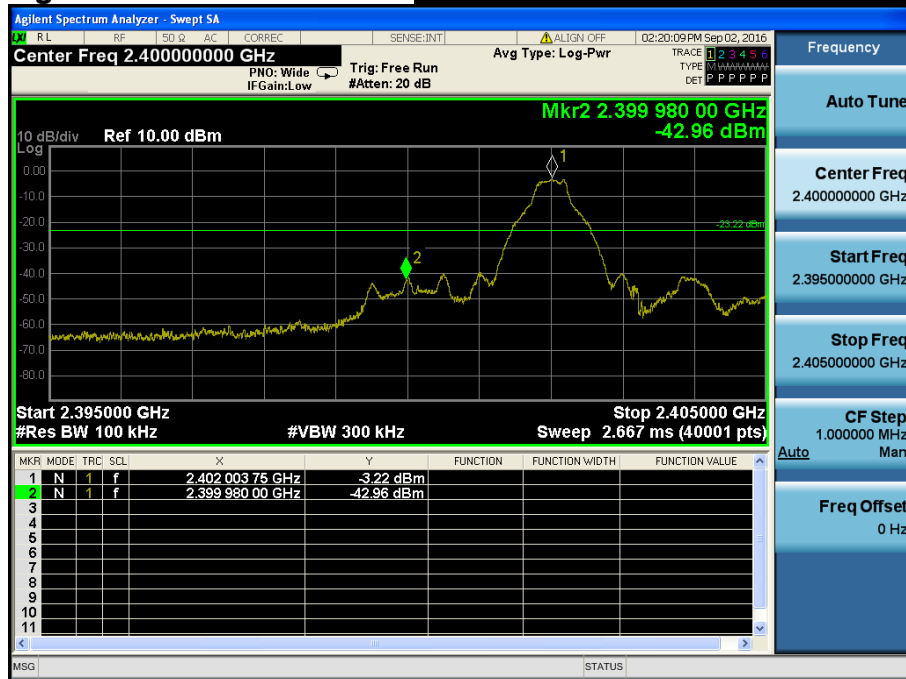 Agilent Spectrum Analyzer - Swept SA
LXI RL RF 50 Ω AC CORREC SENSE:INT ALIGN OFF 02:20:09 PM Sep 02, 2016
Center Freq 2.400000000 GHz
PNO: Wide
IFGain:Low
Trig: Free Run
#Atten: 20 dB
Avg Type: Log-Pwr
TRACE 1 2 3 4 5 6
TYPE M WWWWW
DET P P P P P P
Mkr2 2.399 980 00 GHz
-42.96 dBm
10 dB/div Ref 10.00 dBm
Log
0.00
-10.0
-20.0
-30.0
-40.0
-50.0
-60.0
-70.0
-80.0
1
2
-23.22 dBm
Start 2.395000 GHz Stop 2.405000 GHz
#Res BW 100 kHz #VBW 300 kHz Sweep 2.667 ms (40001 pts)
MKR MODE TRC SCL X Y FUNCTION FUNCTION WIDTH FUNCTION VALUE
1 N 1 f 2.402 003 75 GHz -3.22 dBm
2 N 1 f 2.399 980 00 GHz -42.96 dBm
3
4
5
6
7
8
9
10
11
MSG STATUS
Frequency
Auto Tune
Center Freq
2.400000000 GHz
Start Freq
2.395000000 GHz
Stop Freq
2.405000000 GHz
CF Step
1.000000 MHz
Auto Man
Freq Offset
0 Hz